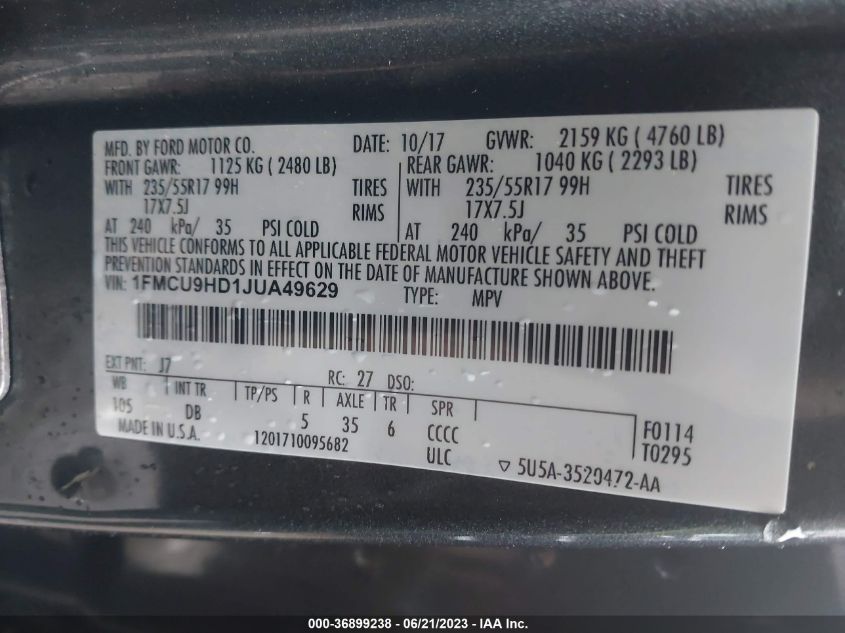 MFD. BY FORD MOTOR CO. DATE: 10/17 GVWR: 2159 KG ( 4760 LB)
FRONT GAWR: 1125 KG ( 2480 LB) REAR GAWR: 1040 KG ( 2293 LB)
WITH 235/55R17 99H TIRES WITH 235/55R17 99H TIRES
17X7.5J RIMS 17X7.5J RIMS
AT 240 kPa/ 35 PSI COLD AT 240 kPa/ 35 PSI COLD
THIS VEHICLE CONFORMS TO ALL APPLICABLE FEDERAL MOTOR VEHICLE SAFETY AND THEFT
PREVENTION STANDARDS IN EFFECT ON THE DATE OF MANUFACTURE SHOWN ABOVE.
VIN: 1FMCU9HD1JUA49629 TYPE: MPV
EXT PNT: J7 RC: 27 DSO:
WB INT TR TP/PS R AXLE TR SPR
105 DB 5 35 6 CCCC F0114
MADE IN U.S.A. 1201710095682 ULC T0295
▽ 5U5A-3520472-AA
000-36899238 - 06/21/2023 - WWW.IAAI.COM